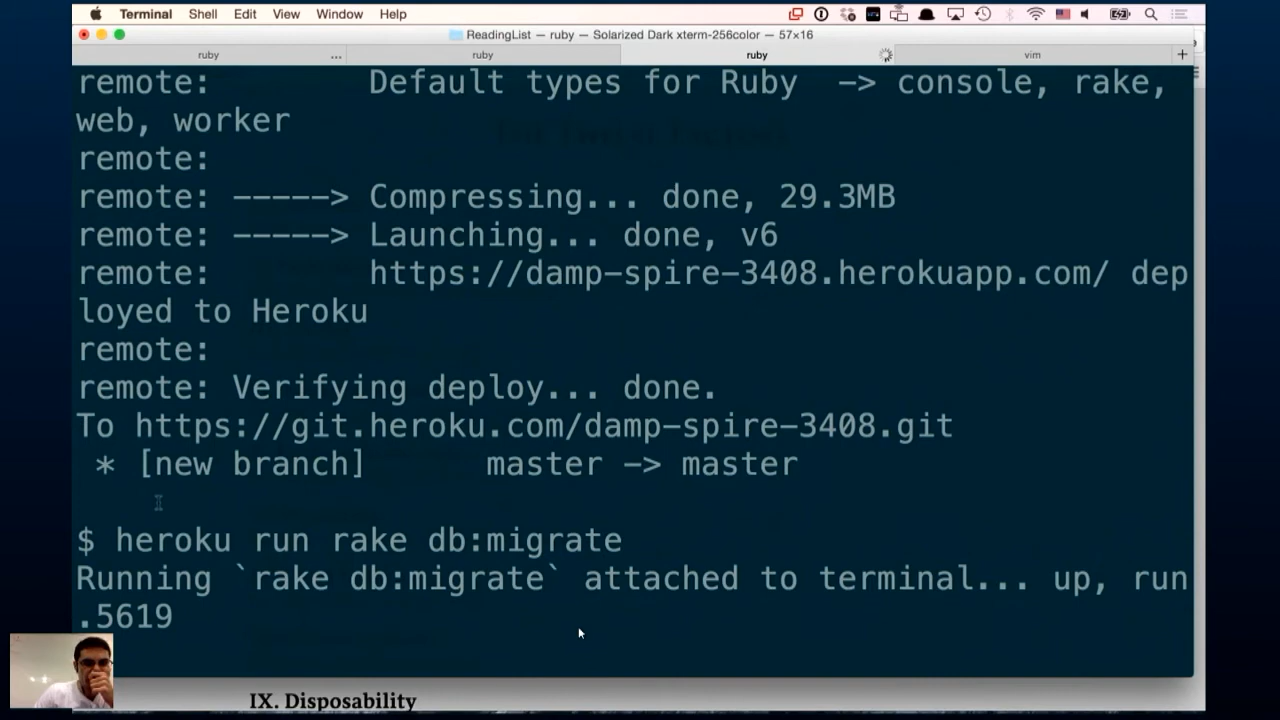 Terminal Shell Edit View Window Help
ReadingList — ruby — Solarized Dark xterm-256color — 57×16
ruby ... ruby ruby vim +
remote:        Default types for Ruby  -> console, rake,
web, worker
remote:
remote: -----> Compressing... done, 29.3MB
remote: -----> Launching... done, v6
remote:        https://damp-spire-3408.herokuapp.com/ dep
loyed to Heroku
remote:
remote: Verifying deploy... done.
To https://git.heroku.com/damp-spire-3408.git
 * [new branch]      master -> master
$ heroku run rake db:migrate
Running `rake db:migrate` attached to terminal... up, run
.5619
IX. Disposability